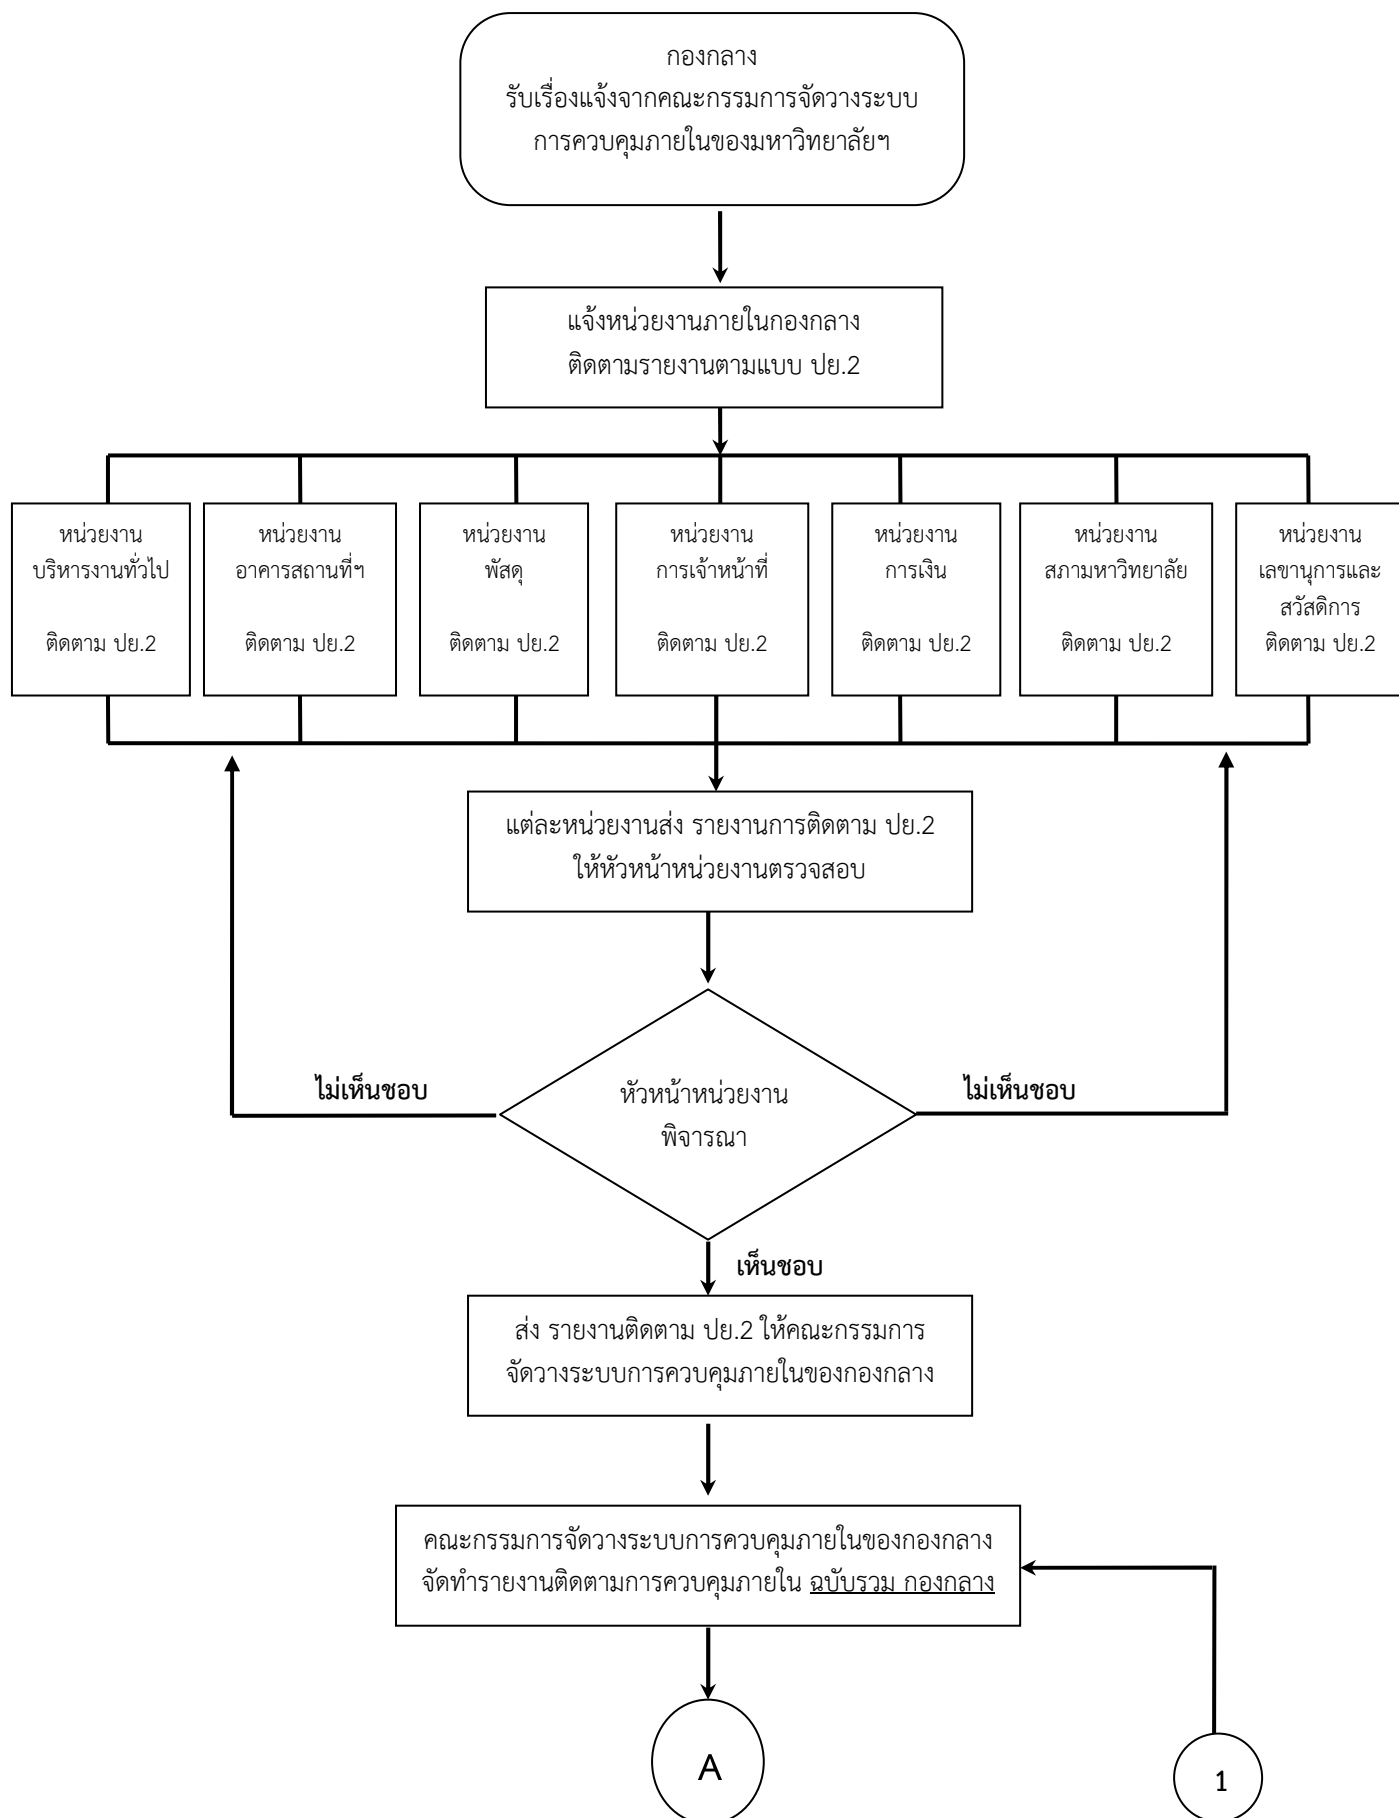 กองกลาง
รับเรื่องแจ้งจากคณะกรรมการจัดวางระบบ
การควบคุมภายในของมหาวิทยาลัยฯ
แจ้งหน่วยงานภายในกองกลาง
ติดตามรายงานตามแบบ ปย.2
หน่วยงาน
บริหารงานทั่วไป
ติดตาม ปย.2
หน่วยงาน
อาคารสถานที่ฯ
ติดตาม ปย.2
หน่วยงาน
พัสดุ
ติดตาม ปย.2
หน่วยงาน
การเจ้าหน้าที่
ติดตาม ปย.2
หน่วยงาน
การเงิน
ติดตาม ปย.2
หน่วยงาน
สภามหาวิทยาลัย
ติดตาม ปย.2
หน่วยงาน
เลขานุการและ
สวัสดิการ
ติดตาม ปย.2
แต่ละหน่วยงานส่ง รายงานการติดตาม ปย.2
ให้หัวหน้าหน่วยงานตรวจสอบ
ไม่เห็นชอบ
หัวหน้าหน่วยงาน
พิจารณา
ไม่เห็นชอบ
เห็นชอบ
ส่ง รายงานติดตาม ปย.2 ให้คณะกรรมการ
จัดวางระบบการควบคุมภายในของกองกลาง
คณะกรรมการจัดวางระบบการควบคุมภายในของกองกลาง
จัดทำรายงานติดตามการควบคุมภายใน ฉบับรวม กองกลาง
A
1